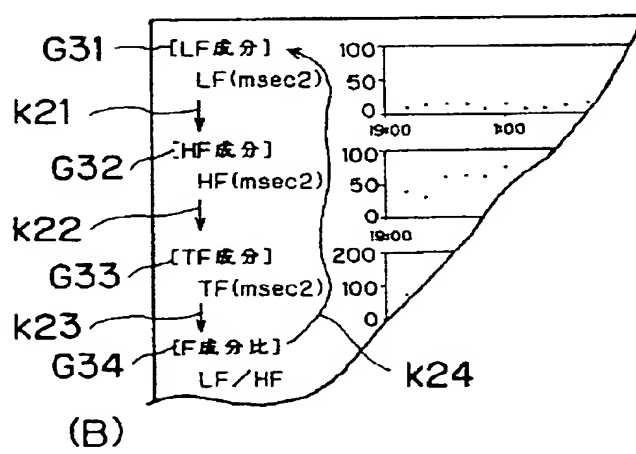 G31
[LF成分]
LF(msec2)
100
50
0
19:00
1:00
K21
G32
[HF成分]
HF(msec2)
100
50
0
19:00
K22
G33
[TF成分]
TF(msec2)
200
100
0
K23
G34
[F成分比]
LF/HF
K24
(B)